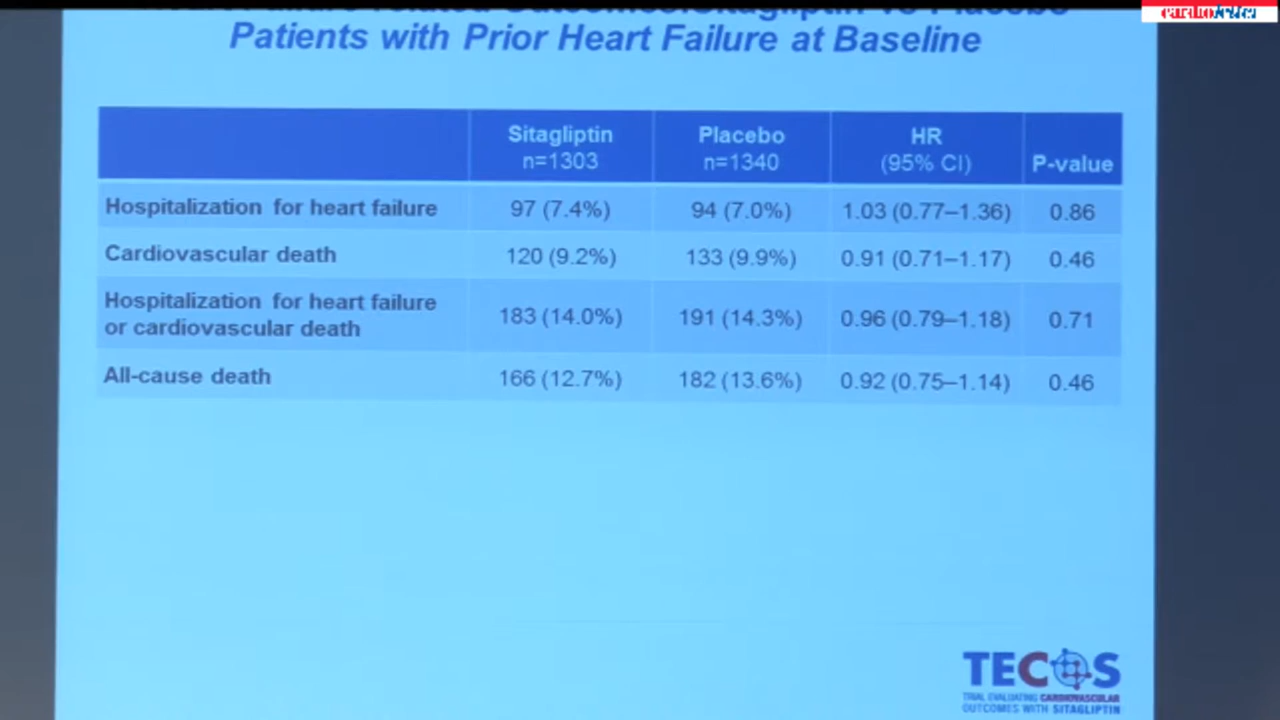 Sitagliptin vs Placebo
Patients with Prior Heart Failure at Baseline
Sitagliptin Placebo HR
n=1303 n=1340 (95% CI) P-value
Hospitalization for heart failure 97 (7.4%) 94 (7.0%) 1.03 (0.77–1.36) 0.86
Cardiovascular death 120 (9.2%) 133 (9.9%) 0.91 (0.71–1.17) 0.46
Hospitalization for heart failure
or cardiovascular death 183 (14.0%) 191 (14.3%) 0.96 (0.79–1.18) 0.71
All-cause death 166 (12.7%) 182 (13.6%) 0.92 (0.75–1.14) 0.46
TECOS
TRIAL EVALUATING CARDIOVASCULAR
OUTCOMES WITH SITAGLIPTIN